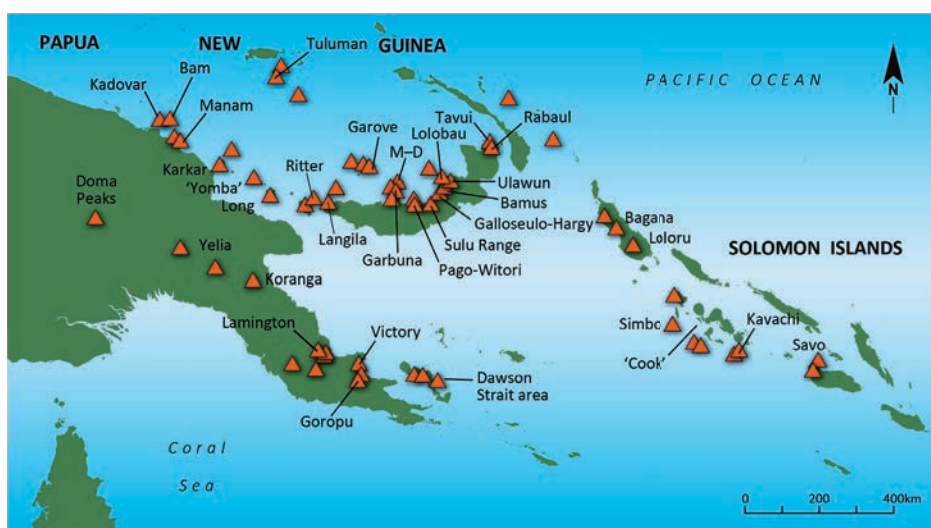 PAPUA NEW GUINEA
Tuluman
Bam
Kadovar
Manam
PACIFIC OCEAN
N
Tavui
Rabaul
Lolobau
Garove
M–D
Ritter
Karkar
'Yomba'
Long
Ulawun
Bamus
Galloseulo-Hargy
Sulu Range
Pago-Witori
Garbuna
Langila
Doma
Peaks
Yelia
Koranga
Bagana
Loloru
SOLOMON ISLANDS
Lamington
Victory
Simbo
Kavachi
'Cook'
Savo
Dawson
Strait area
Goropu
Coral
Sea
0 200 400km